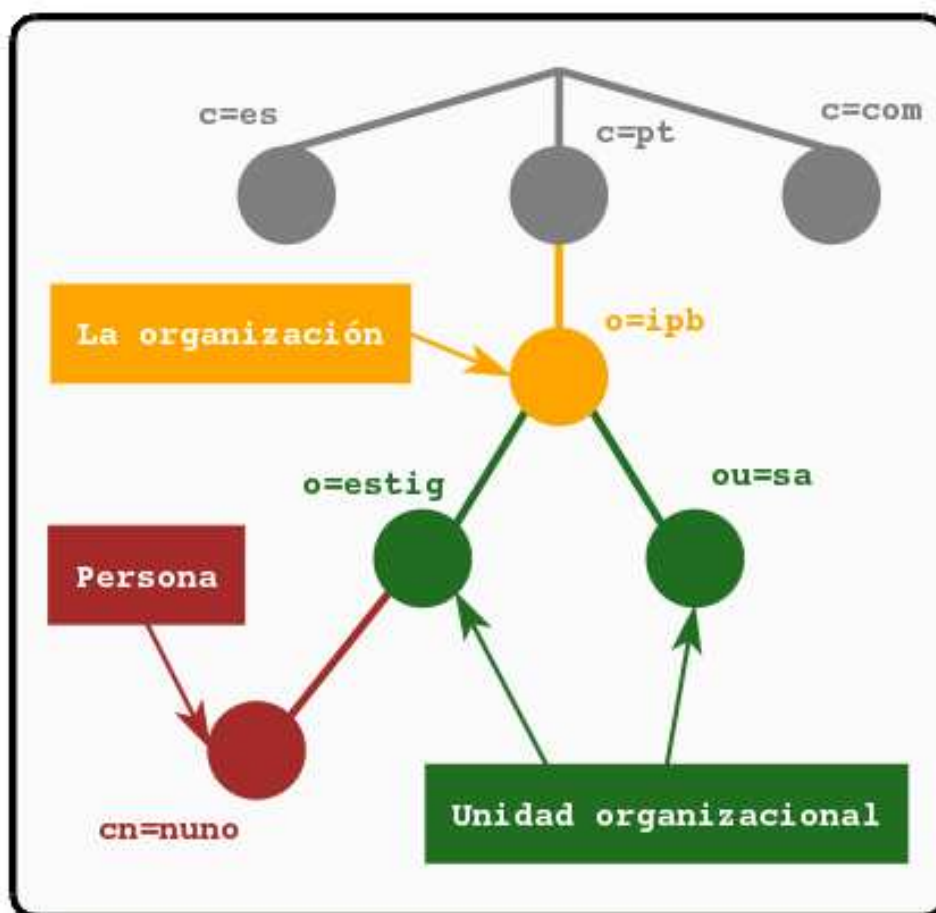 c=es
c=pt
c=com
La organización
o=ipb
o=estig
ou=sa
Persona
cn=nuno
Unidad organizacional